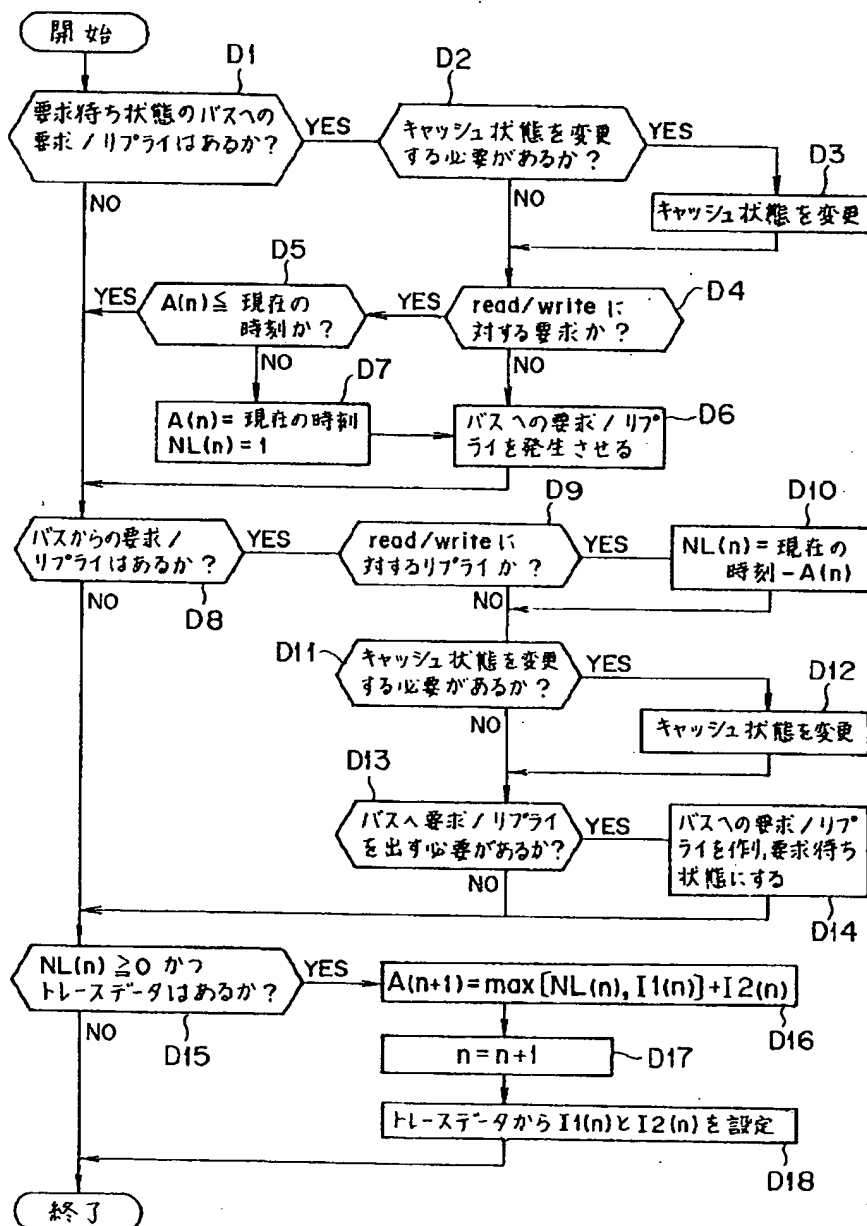 開始
D1
要求待ち状態のバスへの
要求/リプライはあるか?
YES
NO
D2
キャッシュ状態を変更
する必要があるか?
YES
NO
D3
キャッシュ状態を変更
D5
A(n)≦現在の
時刻か?
YES
NO
D4
read/writeに
対する要求か?
YES
NO
D7
A(n)=現在の時刻
NL(n)=1
D6
バスへの要求/リプ
ライを発生させる
D8
バスからの要求/
リプライはあるか?
YES
NO
D9
read/writeに
対するリプライか?
YES
NO
D10
NL(n)=現在の
時刻-A(n)
D11
キャッシュ状態を変更
する必要があるか?
YES
NO
D12
キャッシュ状態を変更
D13
バスへ要求/リプライ
を出す必要があるか?
YES
NO
バスへの要求/リプ
ライを作り,要求待ち
状態にする
D14
NL(n)≧0かつ
トレースデータはあるか?
YES
NO
D15
A(n+1)=max[NL(n),I1(n)]+I2(n)
D16
n=n+1
D17
トレースデータからI1(n)とI2(n)を設定
D18
終了